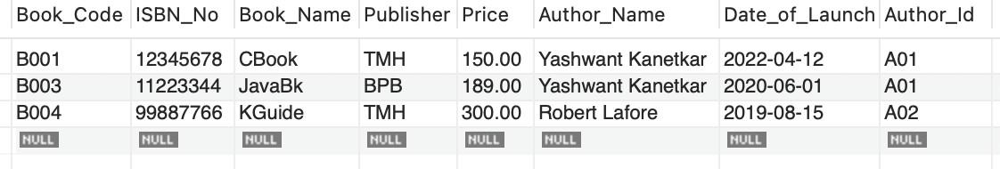 Book_Code ISBN_No Book_Name Publisher Price Author_Name Date_of_Launch Author_Id
B001 12345678 CBook TMH 150.00 Yashwant Kanetkar 2022-04-12 A01
B003 11223344 JavaBk BPB 189.00 Yashwant Kanetkar 2020-06-01 A01
B004 99887766 KGuide TMH 300.00 Robert Lafore 2019-08-15 A02
NULL NULL NULL NULL NULL NULL NULL NULL